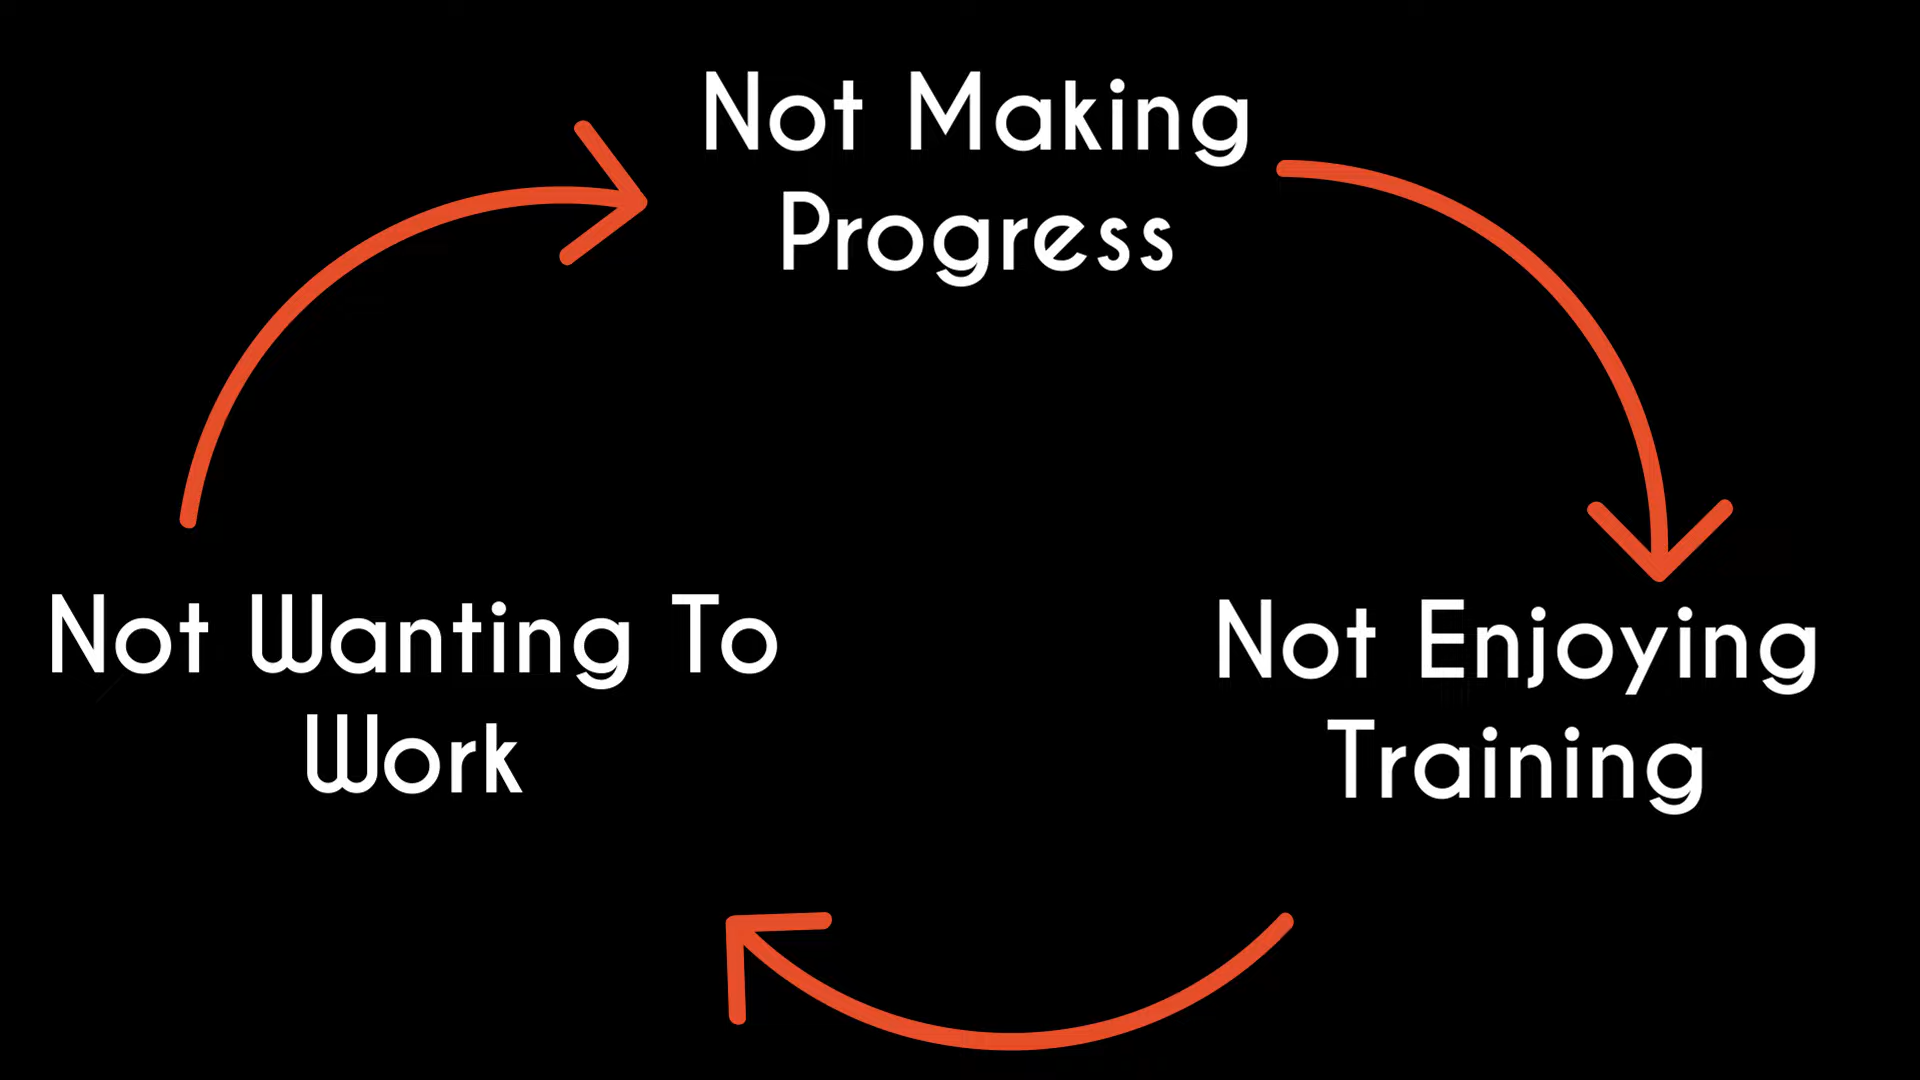 Not Making
Progress
Not Wanting To
Work
Not Enjoying
Training